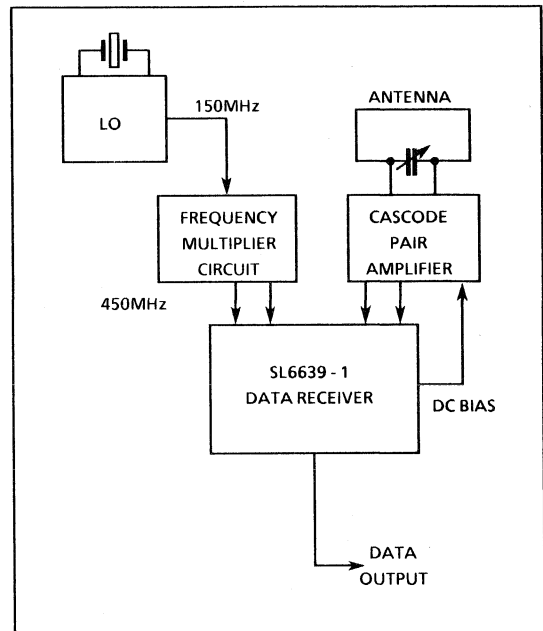 LO
150MHz
ANTENNA
FREQUENCY
MULTIPLIER
CIRCUIT
CASCODE
PAIR
AMPLIFIER
450MHz
SL6639 - 1
DATA RECEIVER
DC BIAS
DATA
OUTPUT